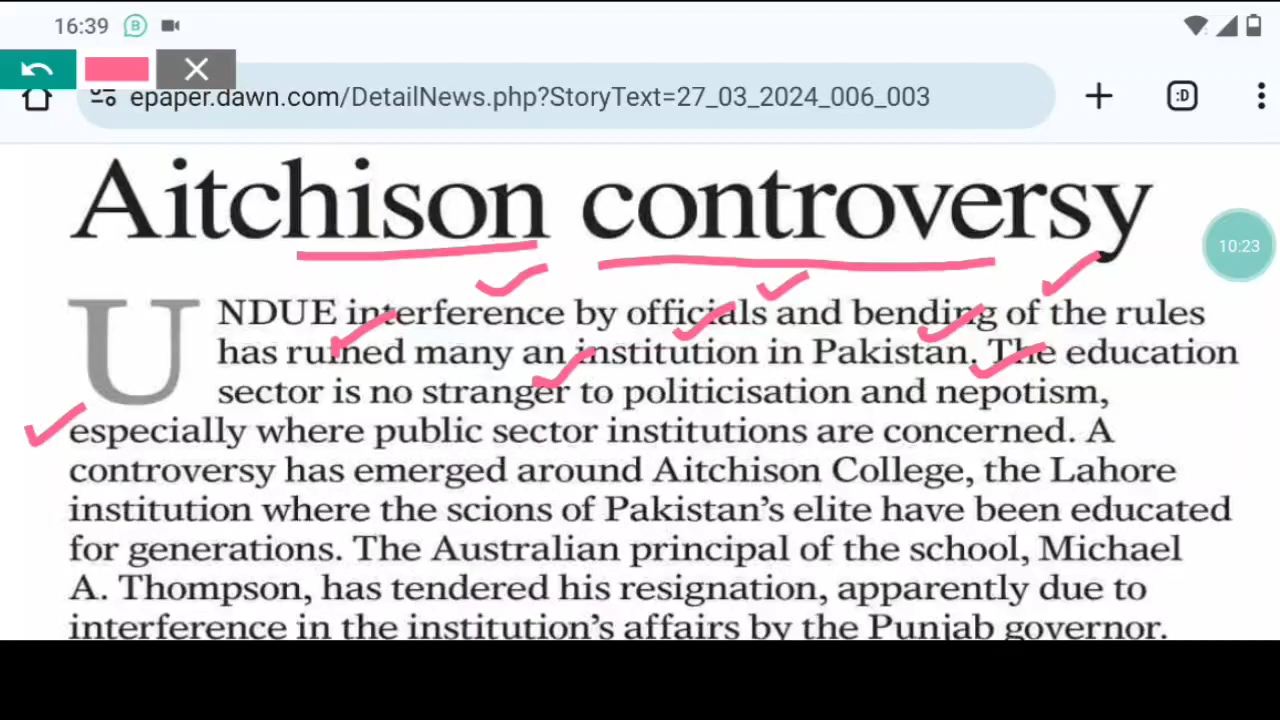 16:39
epaper.dawn.com/DetailNews.php?StoryText=27_03_2024_006_003
:D
Aitchison controversy
10:23
UNDUE interference by officials and bending of the rules
has ruined many an institution in Pakistan. The education
sector is no stranger to politicisation and nepotism,
especially where public sector institutions are concerned. A
controversy has emerged around Aitchison College, the Lahore
institution where the scions of Pakistan's elite have been educated
for generations. The Australian principal of the school, Michael
A. Thompson, has tendered his resignation, apparently due to
interference in the institution's affairs by the Punjab governor.